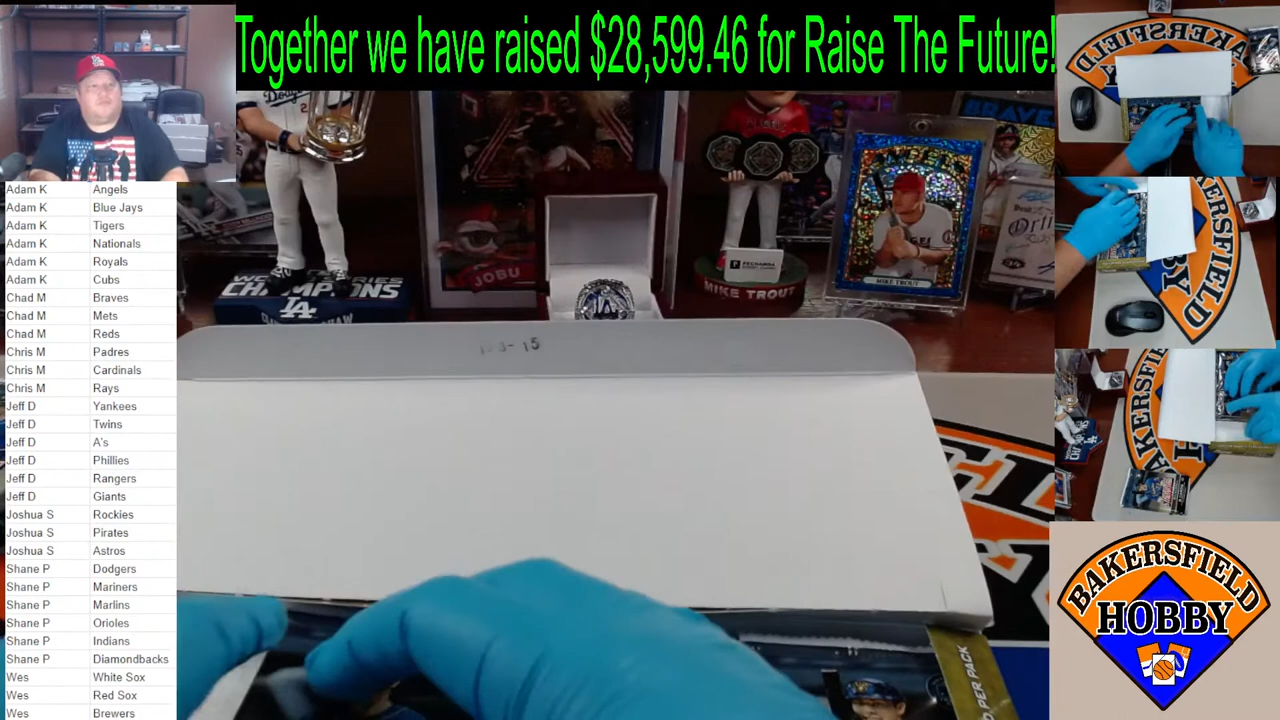 Together we have raised $28,599.46 for Raise The Future!
Adam K Angels
Adam K Blue Jays
Adam K Tigers
Adam K Nationals
Adam K Royals
Adam K Cubs
Chad M Braves
Chad M Mets
Chad M Reds
Chris M Padres
Chris M Cardinals
Chris M Rays
Jeff D Yankees
Jeff D Twins
Jeff D A's
Jeff D Phillies
Jeff D Rangers
Jeff D Giants
Joshua S Rockies
Joshua S Pirates
Joshua S Astros
Shane P Dodgers
Shane P Mariners
Shane P Marlins
Shane P Orioles
Shane P Indians
Shane P Diamondbacks
Wes White Sox
Wes Red Sox
Wes Brewers
CHAMPIONS
LA
JOBU
MIKE TROUT
MIKE TROUT
BRAVES
PER PACK
BAKERSFIELD
HOBBY